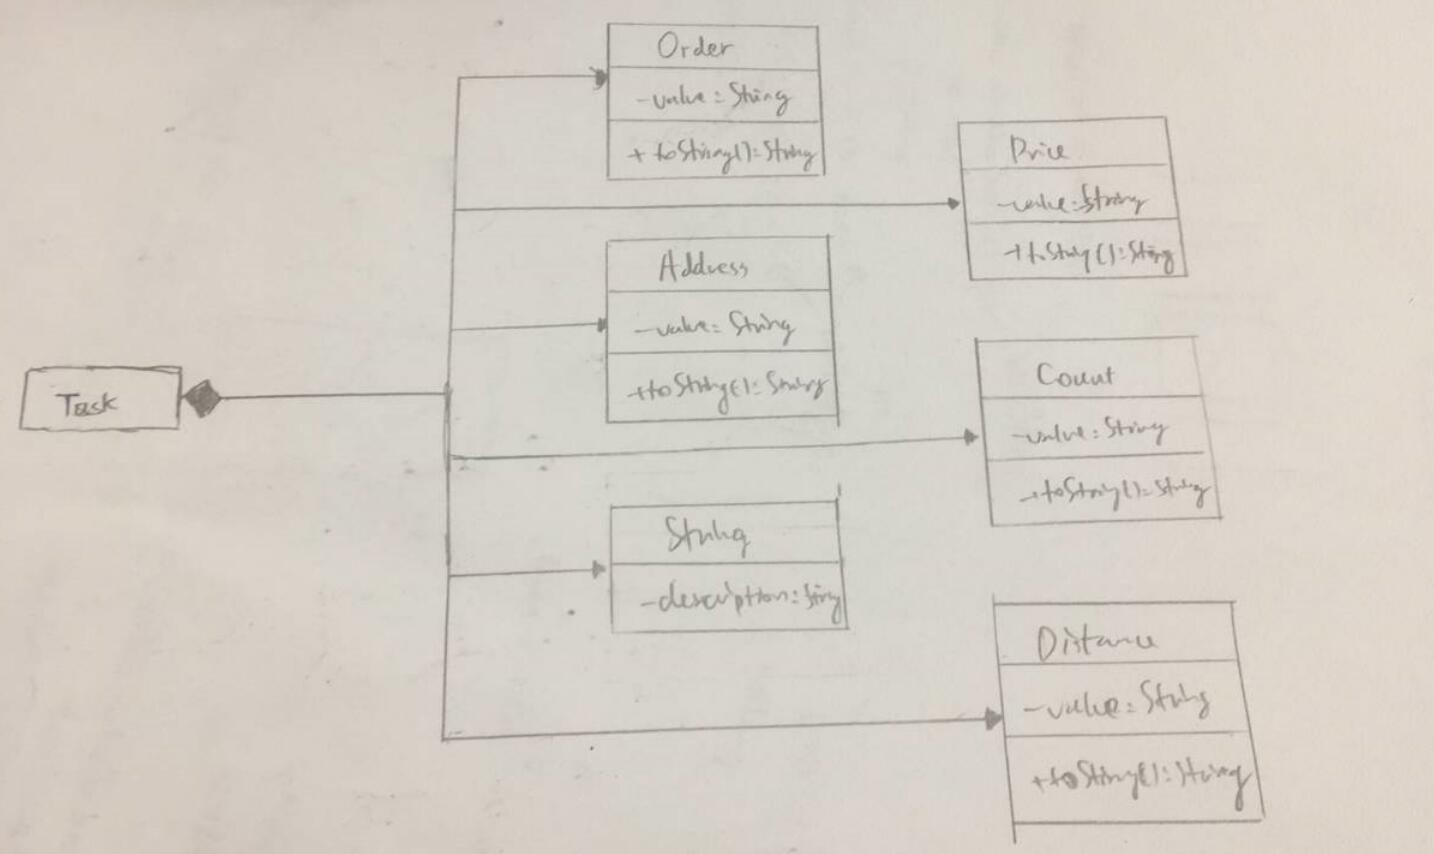 Order
-value: String
+ toString(): String
Price
-value: String
+toString(): String
Address
-value: String
+toString(): String
Task
Count
-value: String
+toString(): String
String
-description: String
Distance
-value: String
+toString(): String